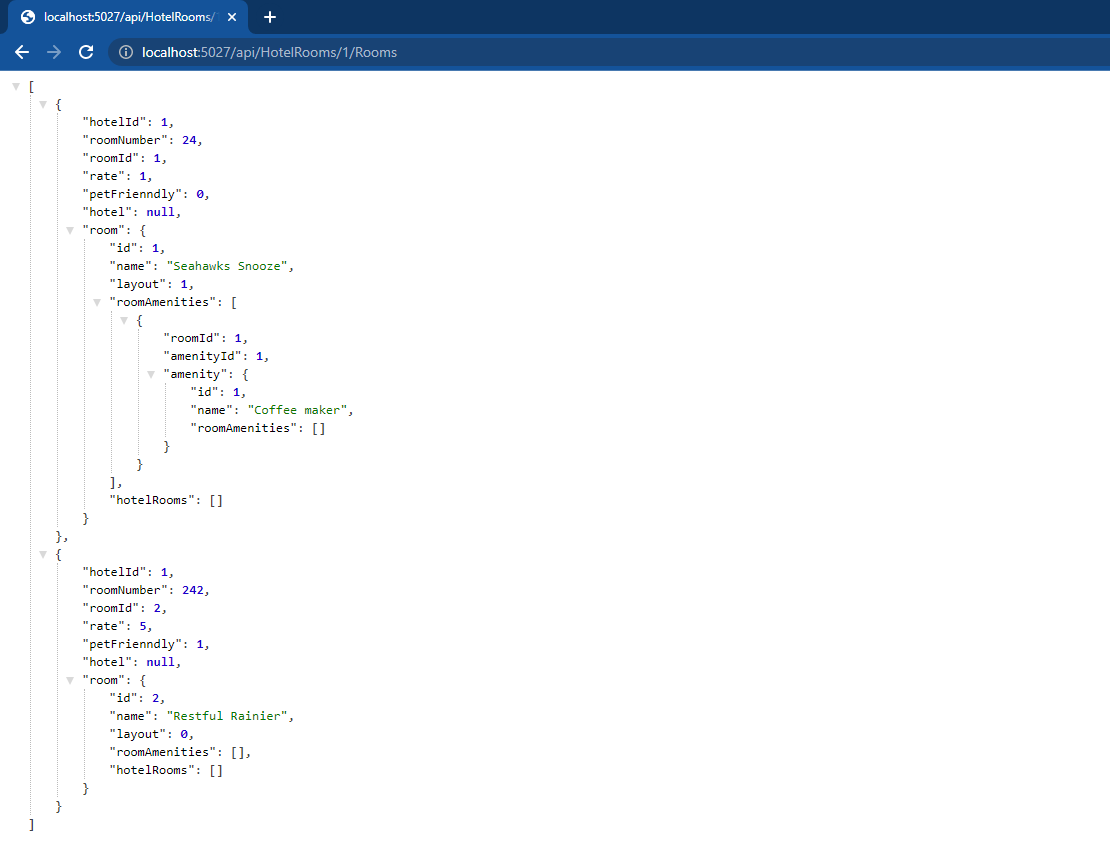 localhost:5027/api/HotelRooms/
localhost:5027/api/HotelRooms/1/Rooms
[
{
"hotelId": 1,
"roomNumber": 24,
"roomId": 1,
"rate": 1,
"petFrienndly": 0,
"hotel": null,
"room": {
"id": 1,
"name": "Seahawks Snooze",
"layout": 1,
"roomAmenities": [
{
"roomId": 1,
"amenityId": 1,
"amenity": {
"id": 1,
"name": "Coffee maker",
"roomAmenities": []
}
}
],
"hotelRooms": []
}
},
{
"hotelId": 1,
"roomNumber": 242,
"roomId": 2,
"rate": 5,
"petFrienndly": 1,
"hotel": null,
"room": {
"id": 2,
"name": "Restful Rainier",
"layout": 0,
"roomAmenities": [],
"hotelRooms": []
}
}
]